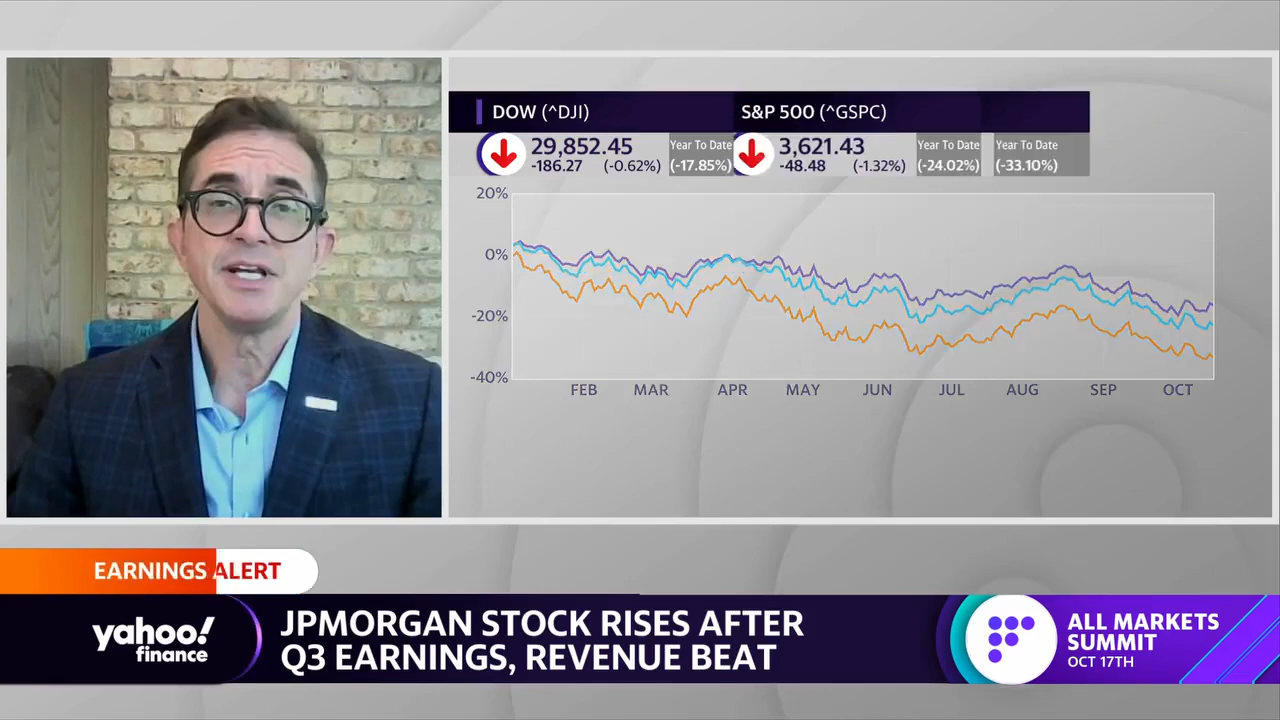 DOW (^DJI)
S&P 500 (^GSPC)
29,852.45
-186.27 (-0.62%)
Year To Date
(-17.85%)
3,621.43
-48.48 (-1.32%)
Year To Date
(-24.02%)
Year To Date
(-33.10%)
20%
0%
-20%
-40%
FEB MAR APR MAY JUN JUL AUG SEP OCT
EARNINGS ALERT
yahoo!
finance
JPMORGAN STOCK RISES AFTER
Q3 EARNINGS, REVENUE BEAT
ALL MARKETS
SUMMIT
OCT 17TH